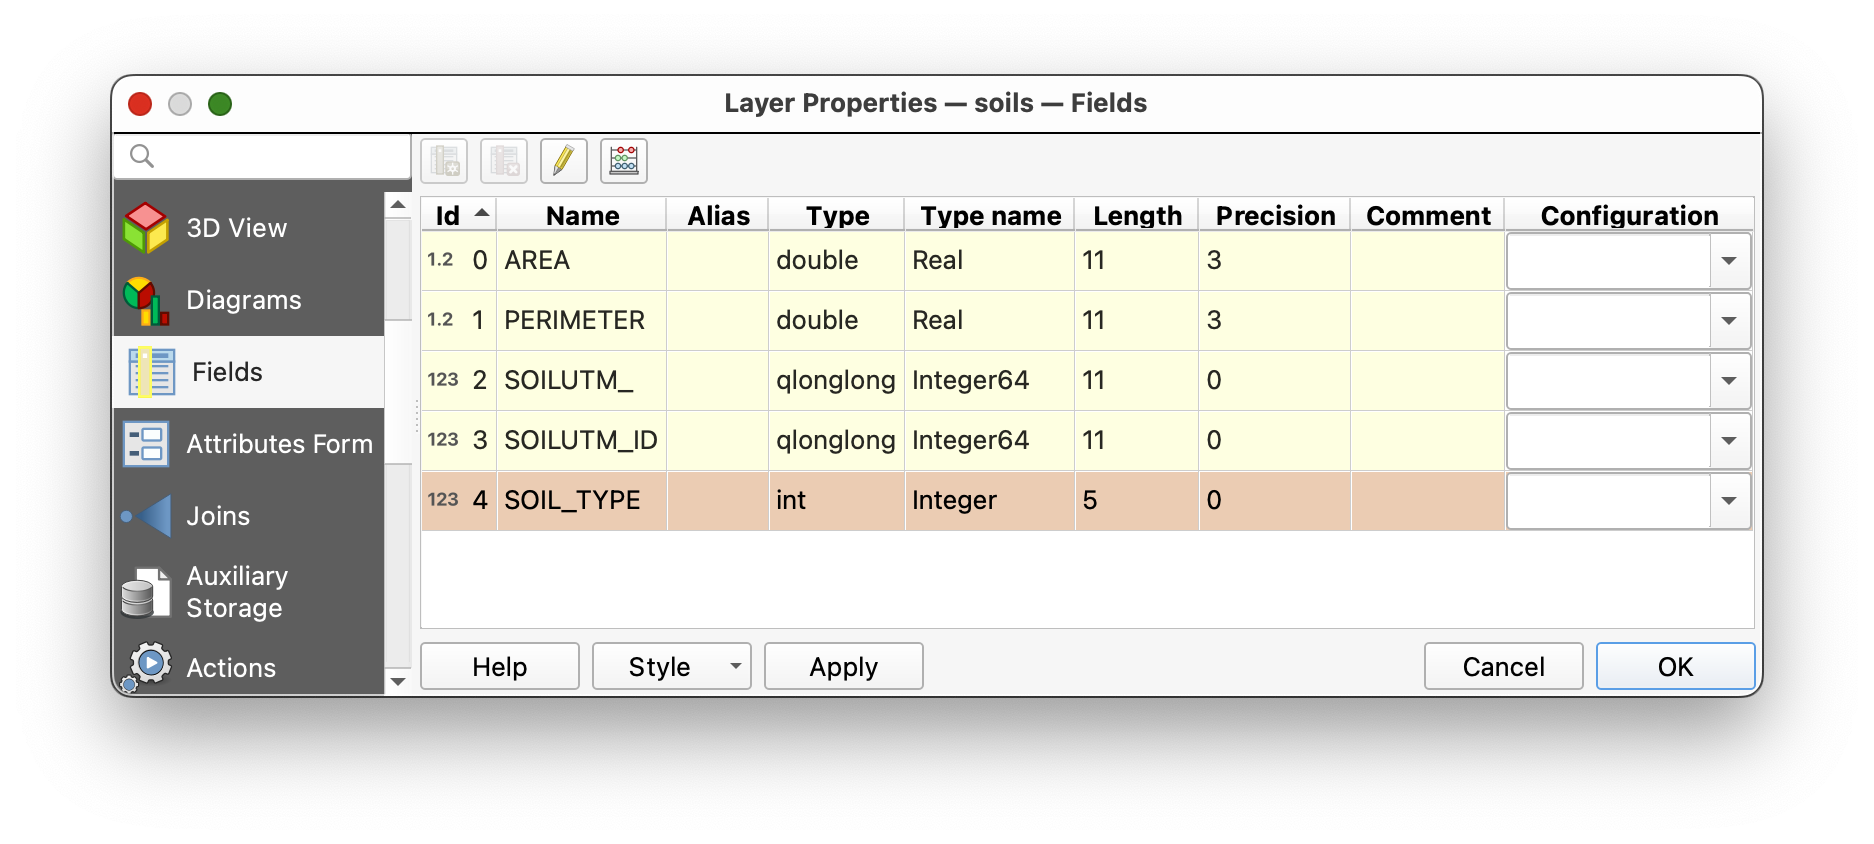 Layer Properties — soils — Fields
3D View
Diagrams
Fields
Attributes Form
Joins
Auxiliary
Storage
Actions
Id Name Alias Type Type name Length Precision Comment Configuration
1.2 0 AREA double Real 11 3
1.2 1 PERIMETER double Real 11 3
123 2 SOILUTM_ qlonglong Integer64 11 0
123 3 SOILUTM_ID qlonglong Integer64 11 0
123 4 SOIL_TYPE int Integer 5 0
Help Style Apply Cancel OK